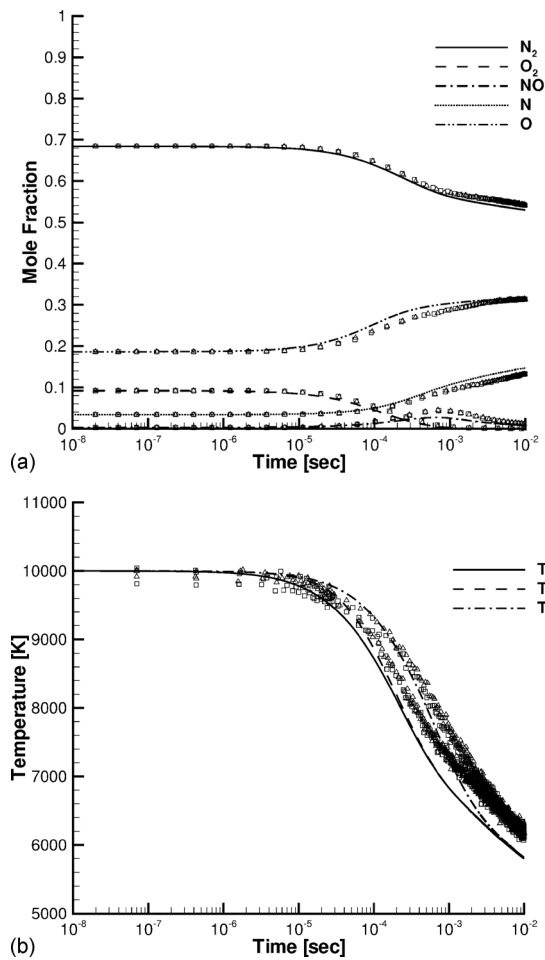 1
0.9
0.8
0.7
0.6
0.5
0.4
0.3
0.2
0.1
0
Mole Fraction
N₂
O₂
NO
N
O
10⁻⁸ 10⁻⁷ 10⁻⁶ 10⁻⁵ 10⁻⁴ 10⁻³ 10⁻²
Time [sec]
(a)
11000
10000
9000
8000
7000
6000
5000
Temperature [K]
T
T
T
10⁻⁸ 10⁻⁷ 10⁻⁶ 10⁻⁵ 10⁻⁴ 10⁻³ 10⁻²
Time [sec]
(b)